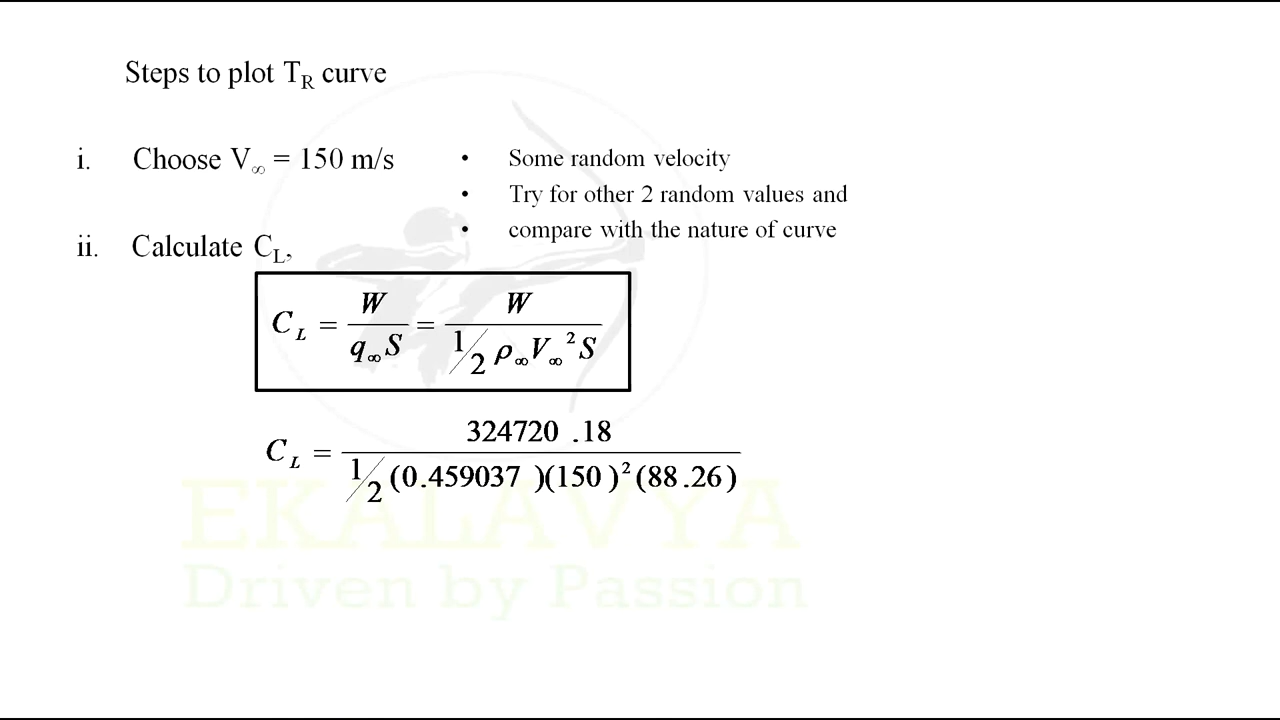 Steps to plot T_R curve
i. Choose V_∞ = 150 m/s
• Some random velocity
• Try for other 2 random values and
• compare with the nature of curve
ii. Calculate C_L,
C_L = W / (q_∞ S) = W / (1/2 ρ_∞ V_∞² S)
C_L = 324720 .18 / (1/2 (0.459037 )(150 )² (88 .26 ))
EKALAVYA
Driven by Passion